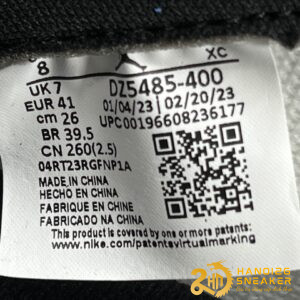 8 XC
UK 7 DZ5485-400
EUR 41 01/04/23 02/20/23
cm 26 UPC00196608236177
BR 39.5
CN 260(2.5)
04RT23RGFNP1A
MADE IN CHINA
HECHO EN CHINA
FABRIQUE EN CHINE
FABRICADO NA CHINA
This product is covered by one or more patents
www.nike.com/patentsvirtualmarking
HANDIEE
SNEAKER